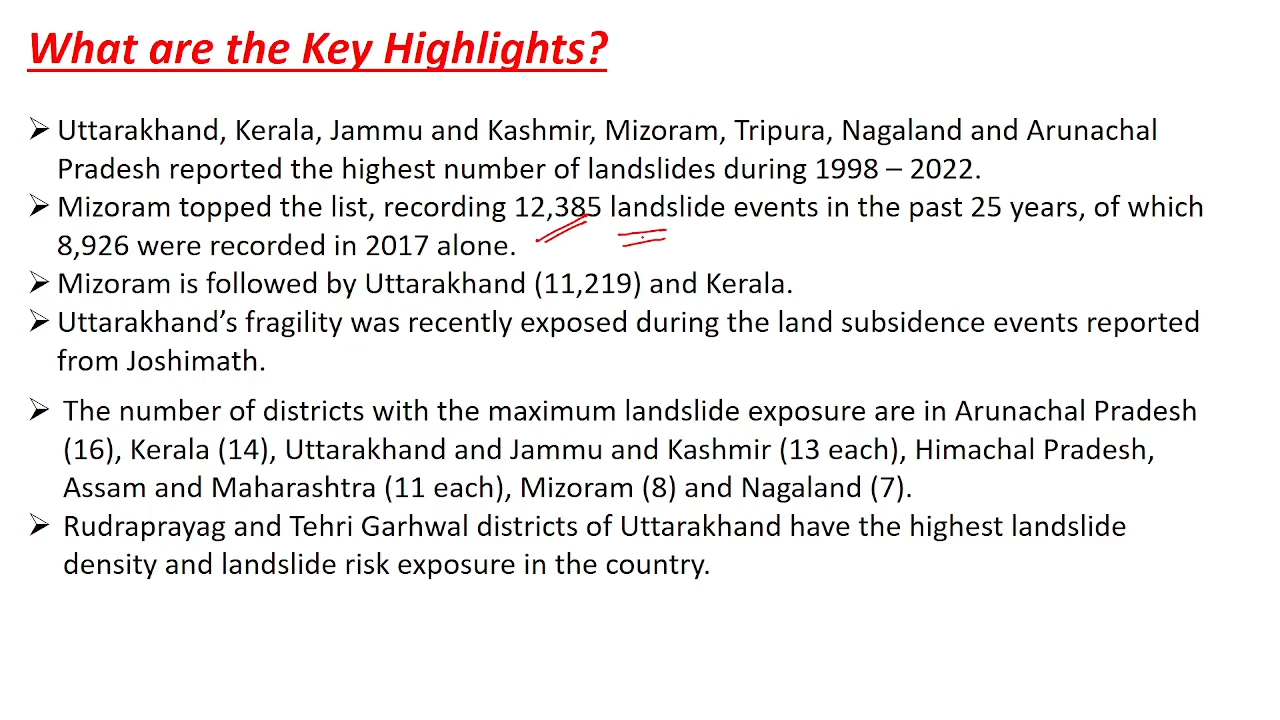 What are the Key Highlights?
➢ Uttarakhand, Kerala, Jammu and Kashmir, Mizoram, Tripura, Nagaland and Arunachal
Pradesh reported the highest number of landslides during 1998 – 2022.
➢ Mizoram topped the list, recording 12,385 landslide events in the past 25 years, of which
8,926 were recorded in 2017 alone.
➢ Mizoram is followed by Uttarakhand (11,219) and Kerala.
➢ Uttarakhand’s fragility was recently exposed during the land subsidence events reported
from Joshimath.
➢ The number of districts with the maximum landslide exposure are in Arunachal Pradesh
(16), Kerala (14), Uttarakhand and Jammu and Kashmir (13 each), Himachal Pradesh,
Assam and Maharashtra (11 each), Mizoram (8) and Nagaland (7).
➢ Rudraprayag and Tehri Garhwal districts of Uttarakhand have the highest landslide
density and landslide risk exposure in the country.